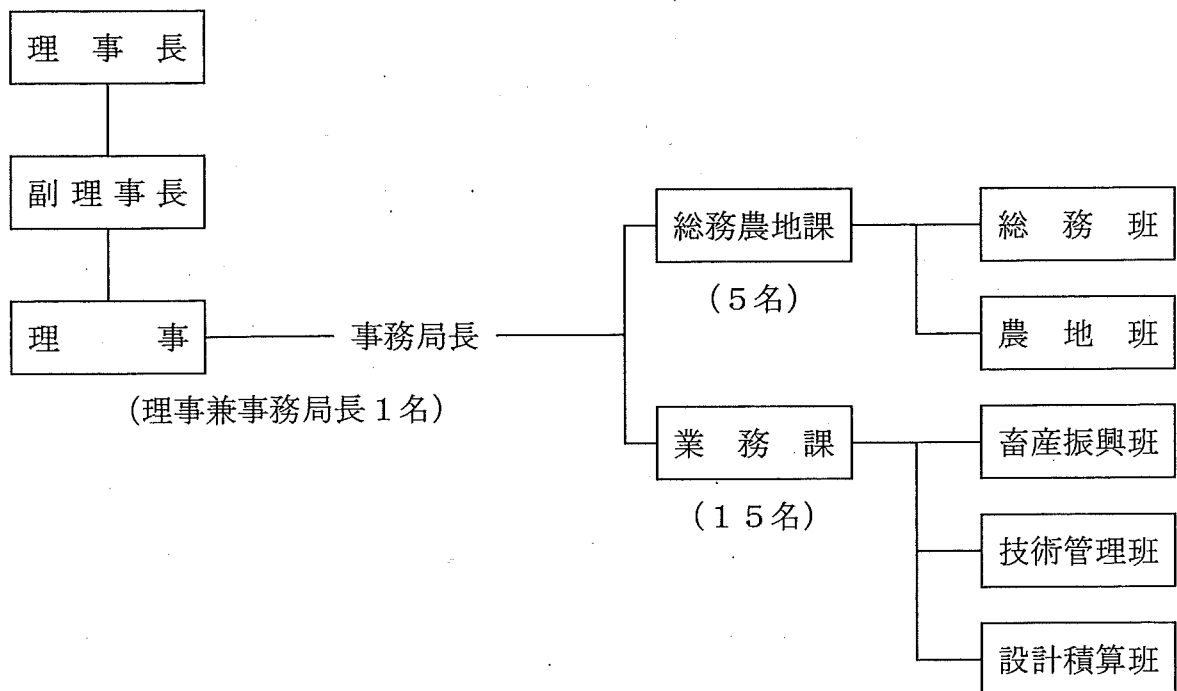 理事長
副理事長
総務農地課
総務班
(5名)
理事
事務局長
農地班
(理事兼事務局長1名)
業務課
畜産振興班
(15名)
技術管理班
設計積算班